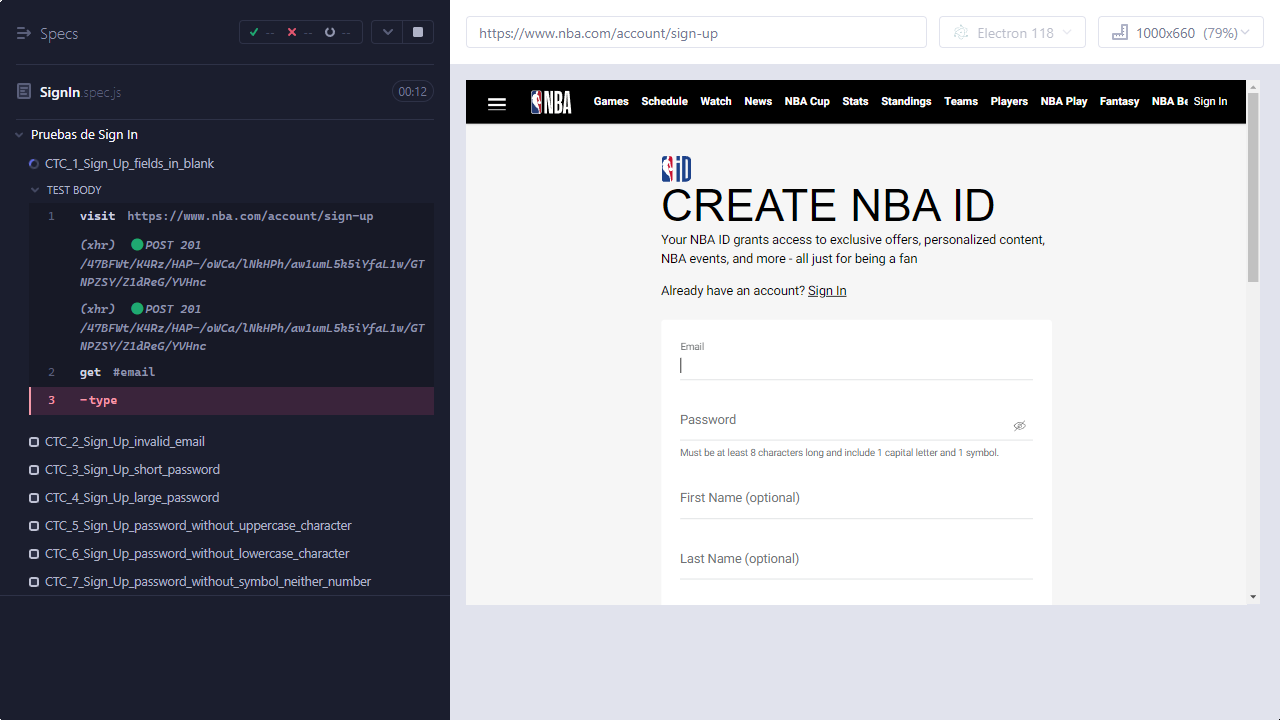 Specs
--
--
--
SignIn spec.js
00:12
Pruebas de Sign In
CTC_1_Sign_Up_fields_in_blank
TEST BODY
1 visit https://www.nba.com/account/sign-up
(xhr) POST 201
/47BFWt/K4Rz/HAP-/oWCa/lNkHPh/aw1umL5k5iYfaL1w/GT
NPZSY/Z1dReG/YVHnc
(xhr) POST 201
/47BFWt/K4Rz/HAP-/oWCa/lNkHPh/aw1umL5k5iYfaL1w/GT
NPZSY/Z1dReG/YVHnc
2 get #email
3 -type
CTC_2_Sign_Up_invalid_email
CTC_3_Sign_Up_short_password
CTC_4_Sign_Up_large_password
CTC_5_Sign_Up_password_without_uppercase_character
CTC_6_Sign_Up_password_without_lowercase_character
CTC_7_Sign_Up_password_without_symbol_neither_number
https://www.nba.com/account/sign-up
Electron 118
1000x660 (79%)
NBA
Games Schedule Watch News NBA Cup Stats Standings Teams Players NBA Play Fantasy NBA Be Sign In
iD
CREATE NBA ID
Your NBA ID grants access to exclusive offers, personalized content,
NBA events, and more - all just for being a fan
Already have an account? Sign In
Email
Password
Must be at least 8 characters long and include 1 capital letter and 1 symbol.
First Name (optional)
Last Name (optional)